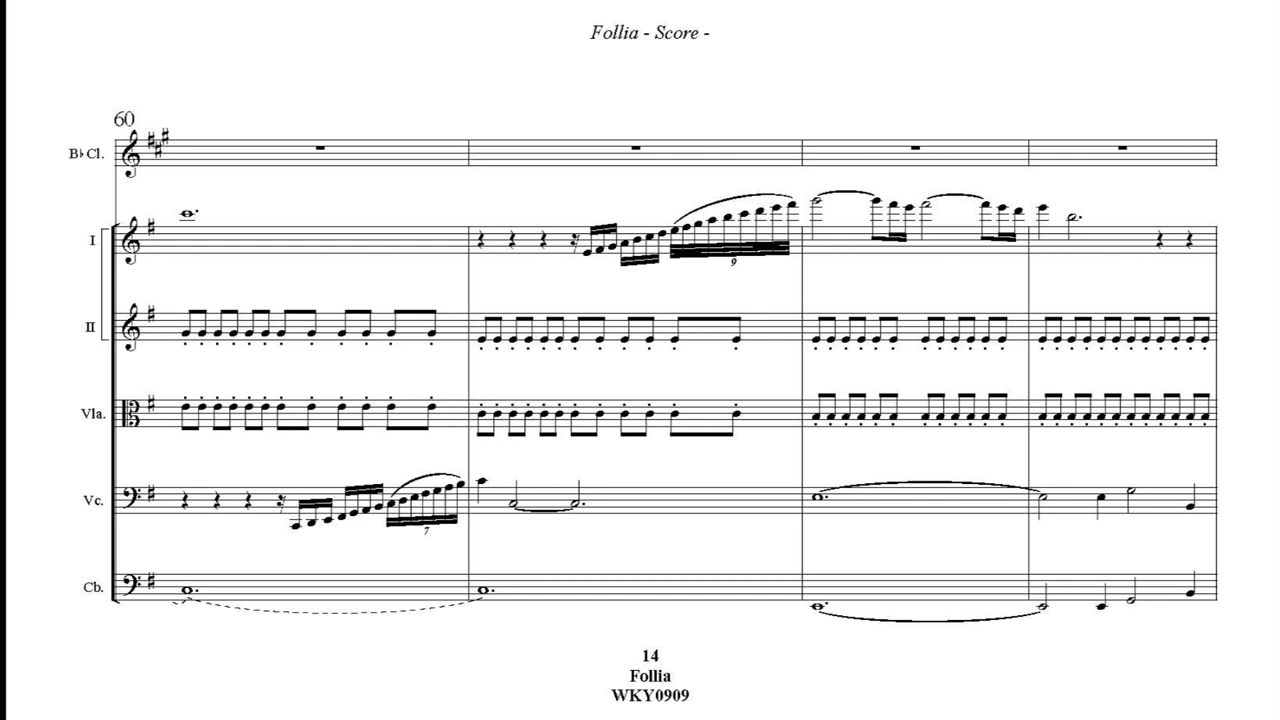 Follia - Score -
60
B♭ Cl.
I
9
II
Vla.
Vc.
7
Cb.
14
Follia
WKY0909